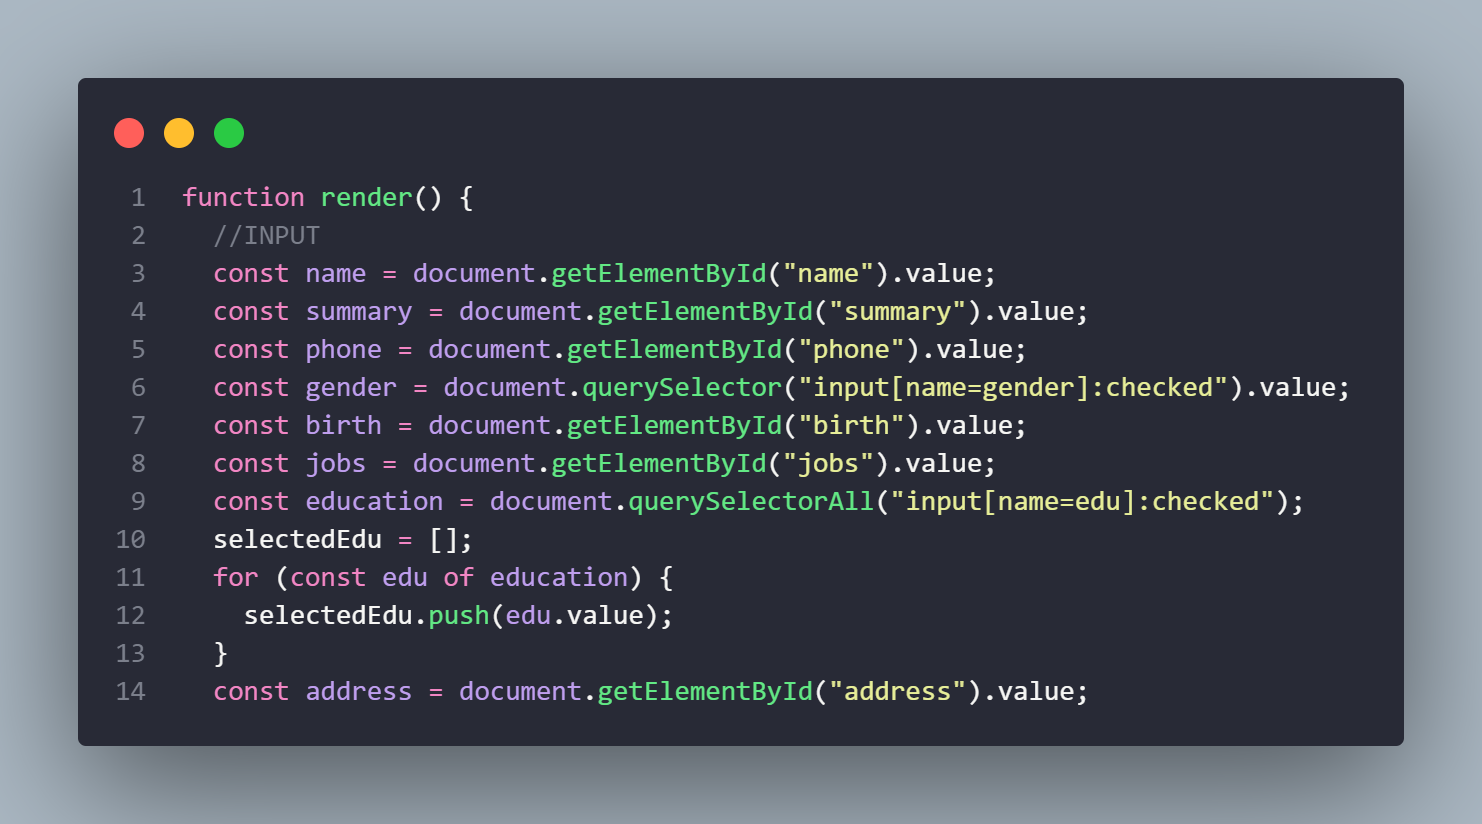 1 function render() {
2 //INPUT
3 const name = document.getElementById("name").value;
4 const summary = document.getElementById("summary").value;
5 const phone = document.getElementById("phone").value;
6 const gender = document.querySelector("input[name=gender]:checked").value;
7 const birth = document.getElementById("birth").value;
8 const jobs = document.getElementById("jobs").value;
9 const education = document.querySelectorAll("input[name=edu]:checked");
10 selectedEdu = [];
11 for (const edu of education) {
12 selectedEdu.push(edu.value);
13 }
14 const address = document.getElementById("address").value;